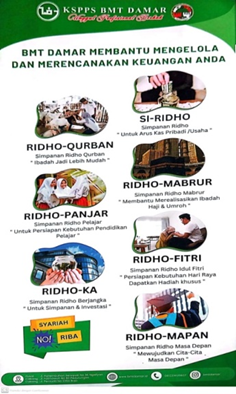 KSPPS BMT DAMAR
BMT DAMAR MEMBANTU MENGELOLA
DAN MERENCANAKAN KEUANGAN ANDA
SI-RIDHO
Simpanan Ridho
"Untuk Arus Kas Pribadi /Usaha "
RIDHO-QURBAN
Simpanan Ridho Qurban
" Ibadah Jadi Lebih Mudah "
RIDHO-MABRUR
Simpanan Ridho Mabrur
" Membantu Merealisasikan Ibadah
Haji & Umroh "
RIDHO-PANJAR
Simpanan Ridho Pelajar
" Untuk Persiapan Kebutuhan Pendidikan
Pelajar "
RIDHO-FITRI
Simpanan Ridho Idul Fitri
" Persiapan Kebutuhan Hari Raya
Dapatkan Hadiah khusus "
RIDHO-KA
Simpanan Ridho Berjangka
" Untuk Simpanan & Investasi "
SYARIAH
NO! RIBA
RIDHO-MAPAN
Simpanan Ridho Masa Depan
" Mewujudkan Cita-Cita
Masa Depan "